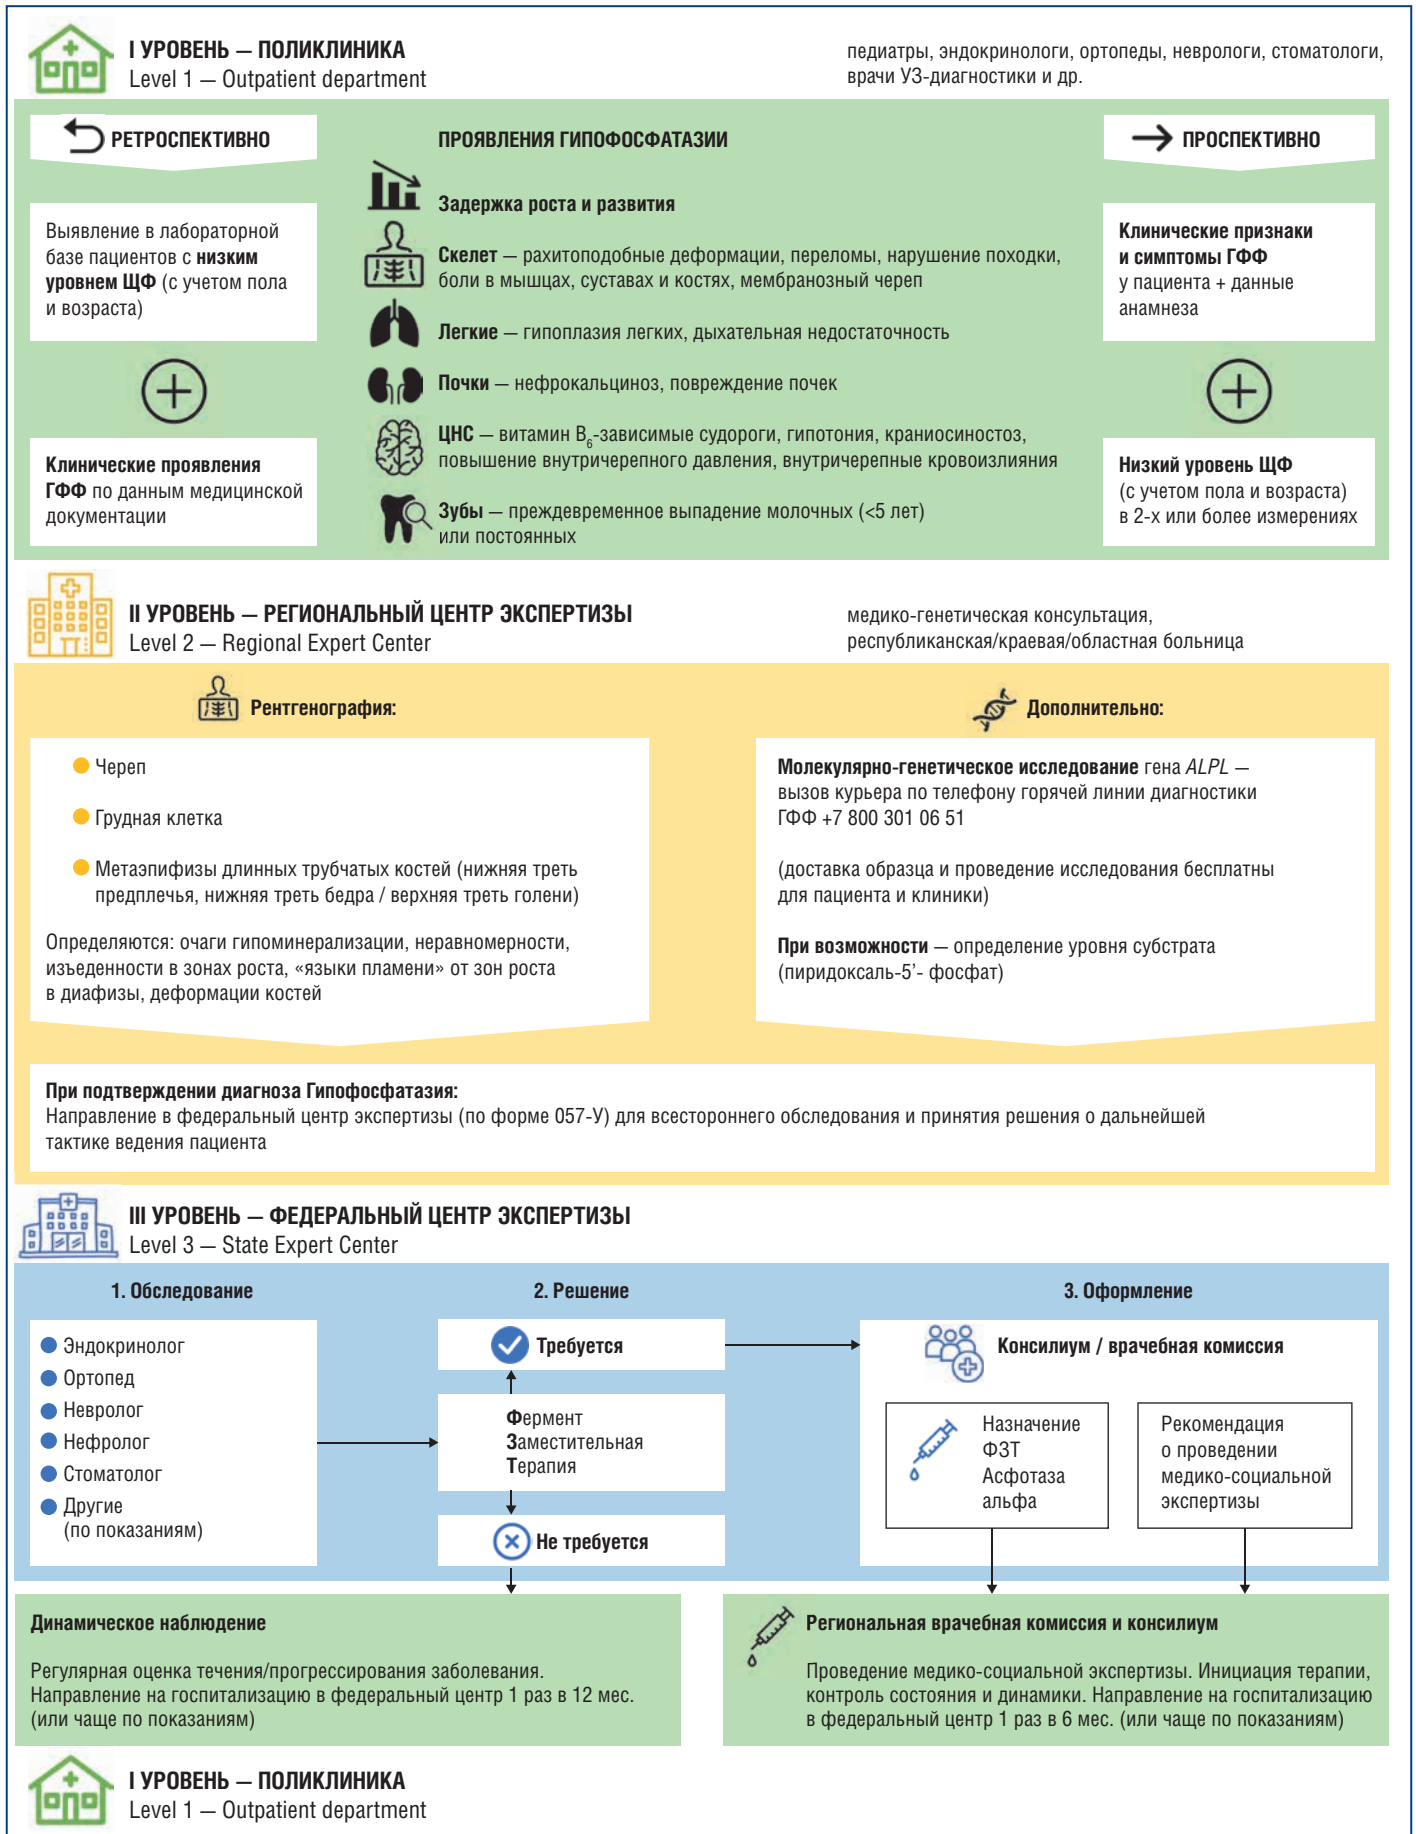 I УРОВЕНЬ — ПОЛИКЛИНИКА
Level 1 — Outpatient department
педиатры, эндокринологи, ортопеды, неврологи, стоматологи,
врачи УЗ-диагностики и др.
РЕТРОСПЕКТИВНО
Выявление в лабораторной
базе пациентов с низким
уровнем ЩФ (с учетом пола
и возраста)
Клинические проявления
ГФФ по данным медицинской
документации
ПРОЯВЛЕНИЯ ГИПОФОСФАТАЗИИ
Задержка роста и развития
Скелет — рахитоподобные деформации, переломы, нарушение походки,
боли в мышцах, суставах и костях, мембранозный череп
Легкие — гипоплазия легких, дыхательная недостаточность
Почки — нефрокальциноз, повреждение почек
ЦНС — витамин B6-зависимые судороги, гипотония, краниосиностоз,
повышение внутричерепного давления, внутричерепные кровоизлияния
Зубы — преждевременное выпадение молочных (<5 лет)
или постоянных
ПРОСПЕКТИВНО
Клинические признаки
и симптомы ГФФ
у пациента + данные
анамнеза
Низкий уровень ЩФ
(с учетом пола и возраста)
в 2-х или более измерениях
II УРОВЕНЬ — РЕГИОНАЛЬНЫЙ ЦЕНТР ЭКСПЕРТИЗЫ
Level 2 — Regional Expert Center
медико-генетическая консультация,
республиканская/краевая/областная больница
Рентгенография:
Череп
Грудная клетка
Метаэпифизы длинных трубчатых костей (нижняя треть
предплечья, нижняя треть бедра / верхняя треть голени)
Определяются: очаги гипоминерализации, неравномерности,
изъеденности в зонах роста, «языки пламени» от зон роста
в диафизы, деформации костей
Дополнительно:
Молекулярно-генетическое исследование гена ALPL —
вызов курьера по телефону горячей линии диагностики
ГФФ +7 800 301 06 51
(доставка образца и проведение исследования бесплатны
для пациента и клиники)
При возможности — определение уровня субстрата
(пиридоксаль-5’- фосфат)
При подтверждении диагноза Гипофосфатазия:
Направление в федеральный центр экспертизы (по форме 057-У) для всестороннего обследования и принятия решения о дальнейшей
тактике ведения пациента
III УРОВЕНЬ — ФЕДЕРАЛЬНЫЙ ЦЕНТР ЭКСПЕРТИЗЫ
Level 3 — State Expert Center
1. Обследование
Эндокринолог
Ортопед
Невролог
Нефролог
Стоматолог
Другие
(по показаниям)
2. Решение
Требуется
Фермент
Заместительная
Терапия
Не требуется
3. Оформление
Консилиум / врачебная комиссия
Назначение
ФЗТ
Асфотаза
альфа
Рекомендация
о проведении
медико-социальной
экспертизы
Динамическое наблюдение
Регулярная оценка течения/прогрессирования заболевания.
Направление на госпитализацию в федеральный центр 1 раз в 12 мес.
(или чаще по показаниям)
Региональная врачебная комиссия и консилиум
Проведение медико-социальной экспертизы. Инициация терапии,
контроль состояния и динамики. Направление на госпитализацию
в федеральный центр 1 раз в 6 мес. (или чаще по показаниям)
I УРОВЕНЬ — ПОЛИКЛИНИКА
Level 1 — Outpatient department